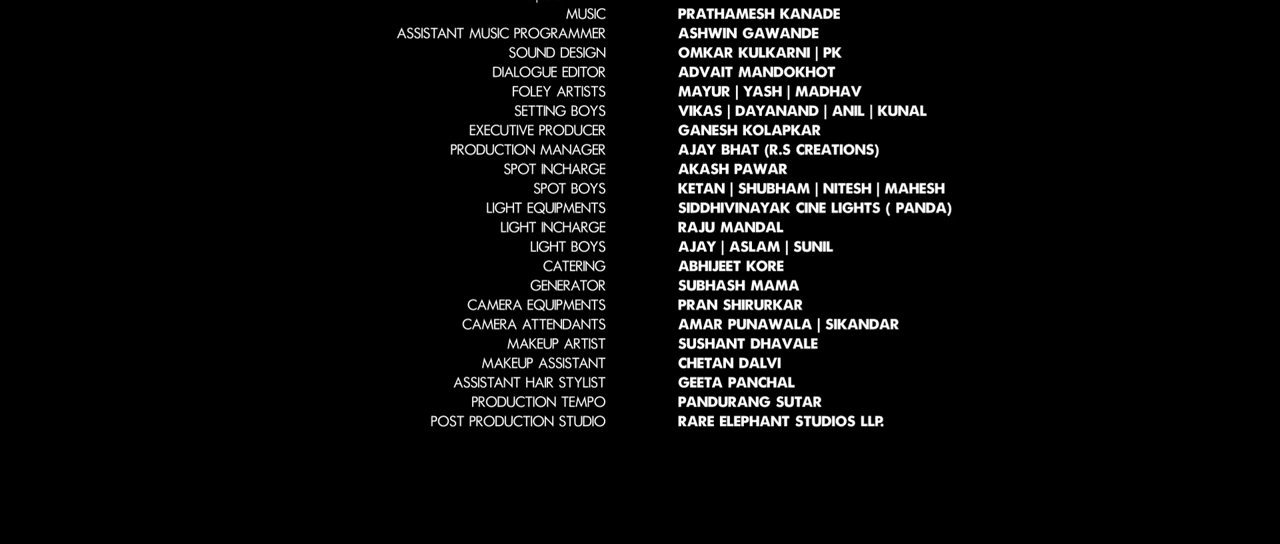 MUSIC PRATHAMESH KANADE
ASSISTANT MUSIC PROGRAMMER ASHWIN GAWANDE
SOUND DESIGN OMKAR KULKARNI | PK
DIALOGUE EDITOR ADVAIT MANDOKHOT
FOLEY ARTISTS MAYUR | YASH | MADHAV
SETTING BOYS VIKAS | DAYANAND | ANIL | KUNAL
EXECUTIVE PRODUCER GANESH KOLAPKAR
PRODUCTION MANAGER AJAY BHAT (R.S CREATIONS)
SPOT INCHARGE AKASH PAWAR
SPOT BOYS KETAN | SHUBHAM | NITESH | MAHESH
LIGHT EQUIPMENTS SIDDHIVINAYAK CINE LIGHTS ( PANDA)
LIGHT INCHARGE RAJU MANDAL
LIGHT BOYS AJAY | ASLAM | SUNIL
CATERING ABHIJEET KORE
GENERATOR SUBHASH MAMA
CAMERA EQUIPMENTS PRAN SHIRURKAR
CAMERA ATTENDANTS AMAR PUNAWALA | SIKANDAR
MAKEUP ARTIST SUSHANT DHAVALE
MAKEUP ASSISTANT CHETAN DALVI
ASSISTANT HAIR STYLIST GEETA PANCHAL
PRODUCTION TEMPO PANDURANG SUTAR
POST PRODUCTION STUDIO RARE ELEPHANT STUDIOS LLP.